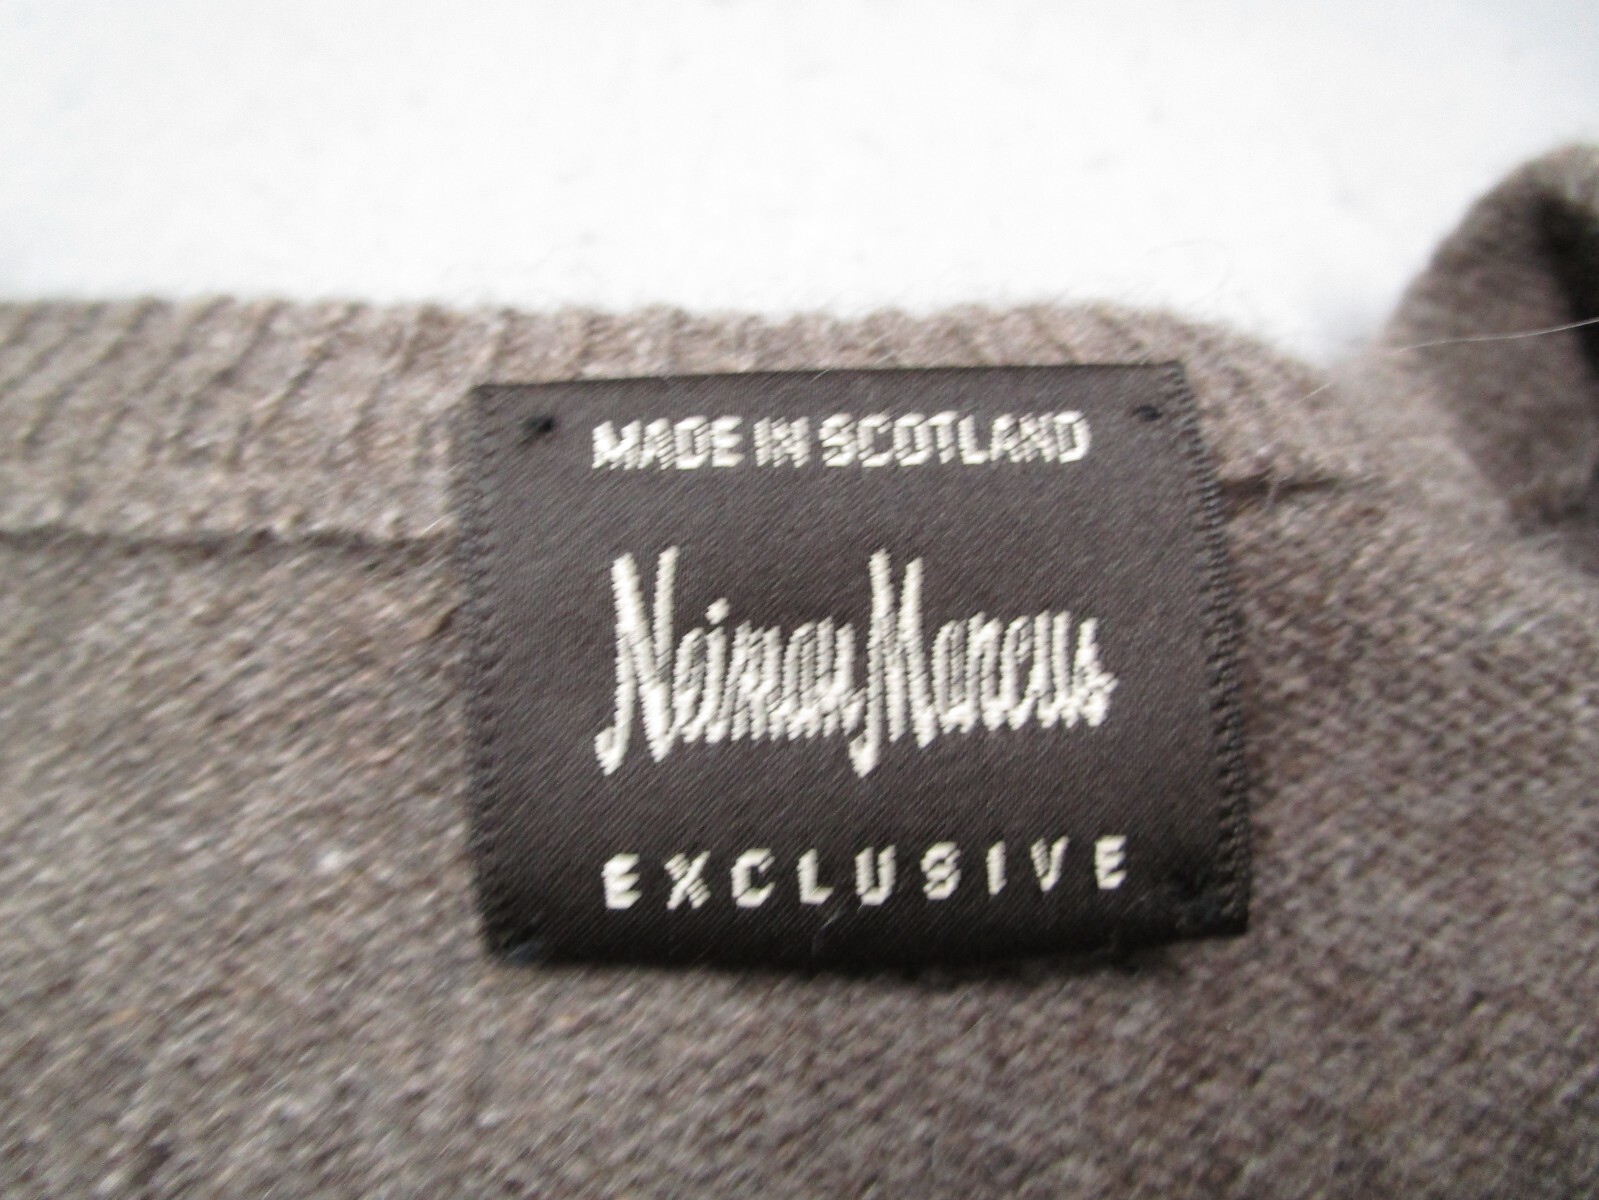 MADE IN SCOTLAND
Neiman Marcus
EXCLUSIVE